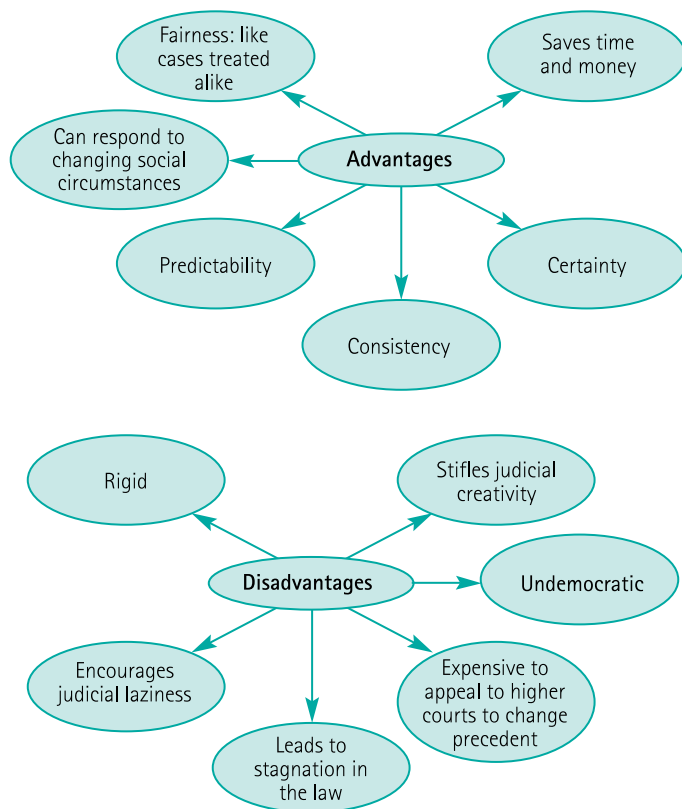 Fairness: like
cases treated
alike
Saves time
and money
Can respond to
changing social
circumstances
Advantages
Predictability
Certainty
Consistency
Rigid
Stifles judicial
creativity
Disadvantages
Undemocratic
Encourages
judicial laziness
Expensive to
appeal to higher
courts to change
precedent
Leads to
stagnation in
the law